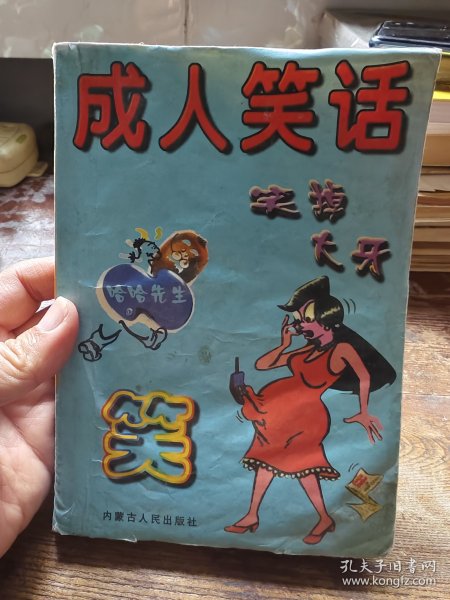 成人笑话
笑掉
大牙
哈哈先生
笑
内蒙古人民出版社
孔夫子旧书网
www.kongfz.com